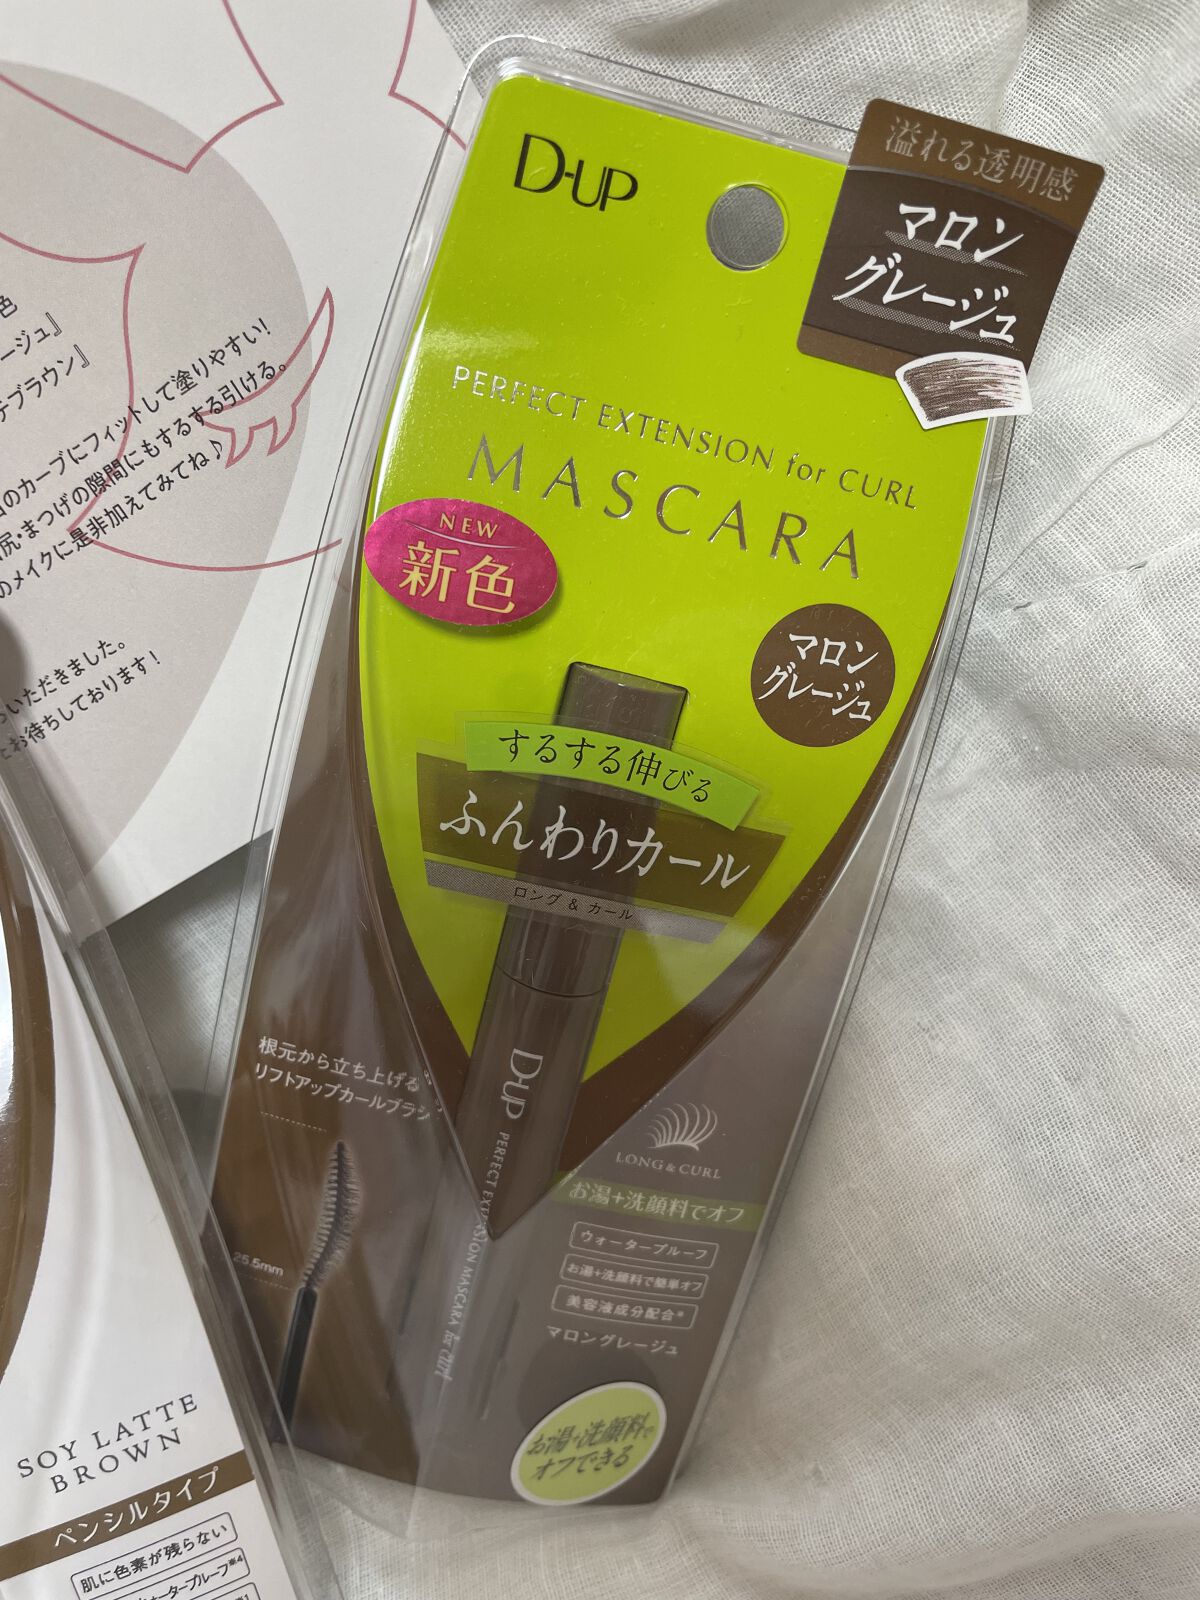 色
ージュ』
テブラウン』
のカーブにフィットして塗りやすい!
尻・まつげの隙間にもするする引ける。
のメイクに是非加えてみてね♪
いただきました。
お待ちしております!
D-UP
溢れる透明感
マロン
グレージュ
PERFECT EXTENSION for CURL
MASCARA
NEW
新色
マロン
グレージュ
するする伸びる
ふんわりカール
ロング & カール
根元から立ち上げる
リフトアップカールブラシ
25.5mm
D-UP
PERFECT EXTENSION MASCARA for CURL
LONG & CURL
お湯+洗顔料でオフ
ウォータープルーフ
お湯+洗顔料で簡単オフ
美容液成分配合*
マロングレージュ
お湯+洗顔料で
オフできる
SOY LATTE
BROWN
ペンシルタイプ
肌に色素が残らない
ウォータープルーフ※4